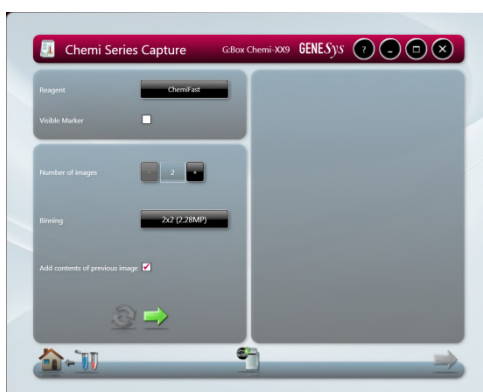 Chemi Series Capture
G:Box Chemi-XX9
GENESys
?
Reagent
ChemiFast
Visible Marker
Number of images
- 2 +
Binning
2x2 (2.28MP)
Add contents of previous image